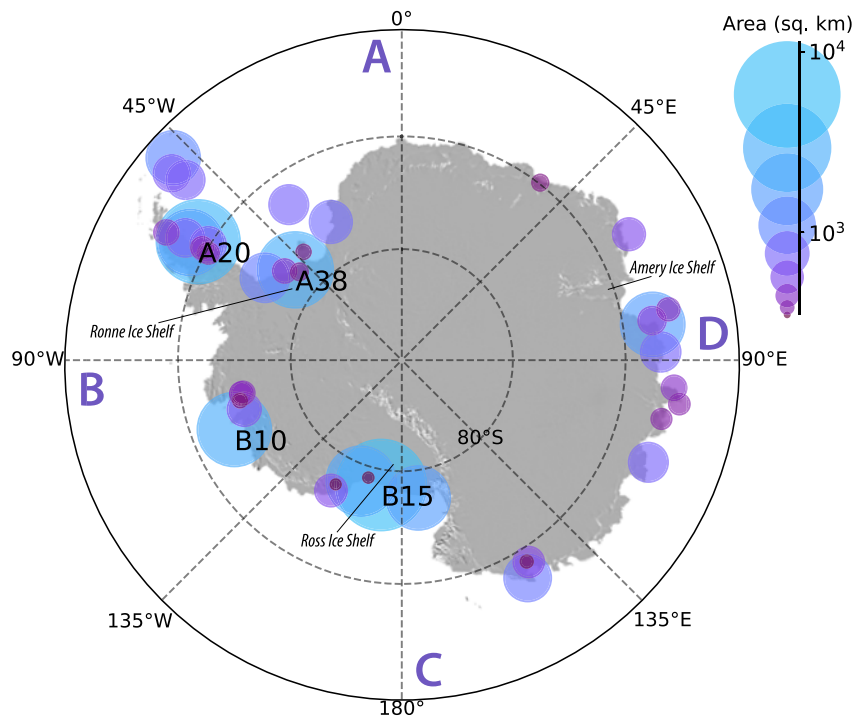 Area (sq. km)
10⁴
10³
0°
A
45°W
45°E
A20
A38
Amery Ice Shelf
Ronne Ice Shelf
D
90°W
90°E
B
80°S
B10
B15
Ross Ice Shelf
135°W
135°E
C
180°